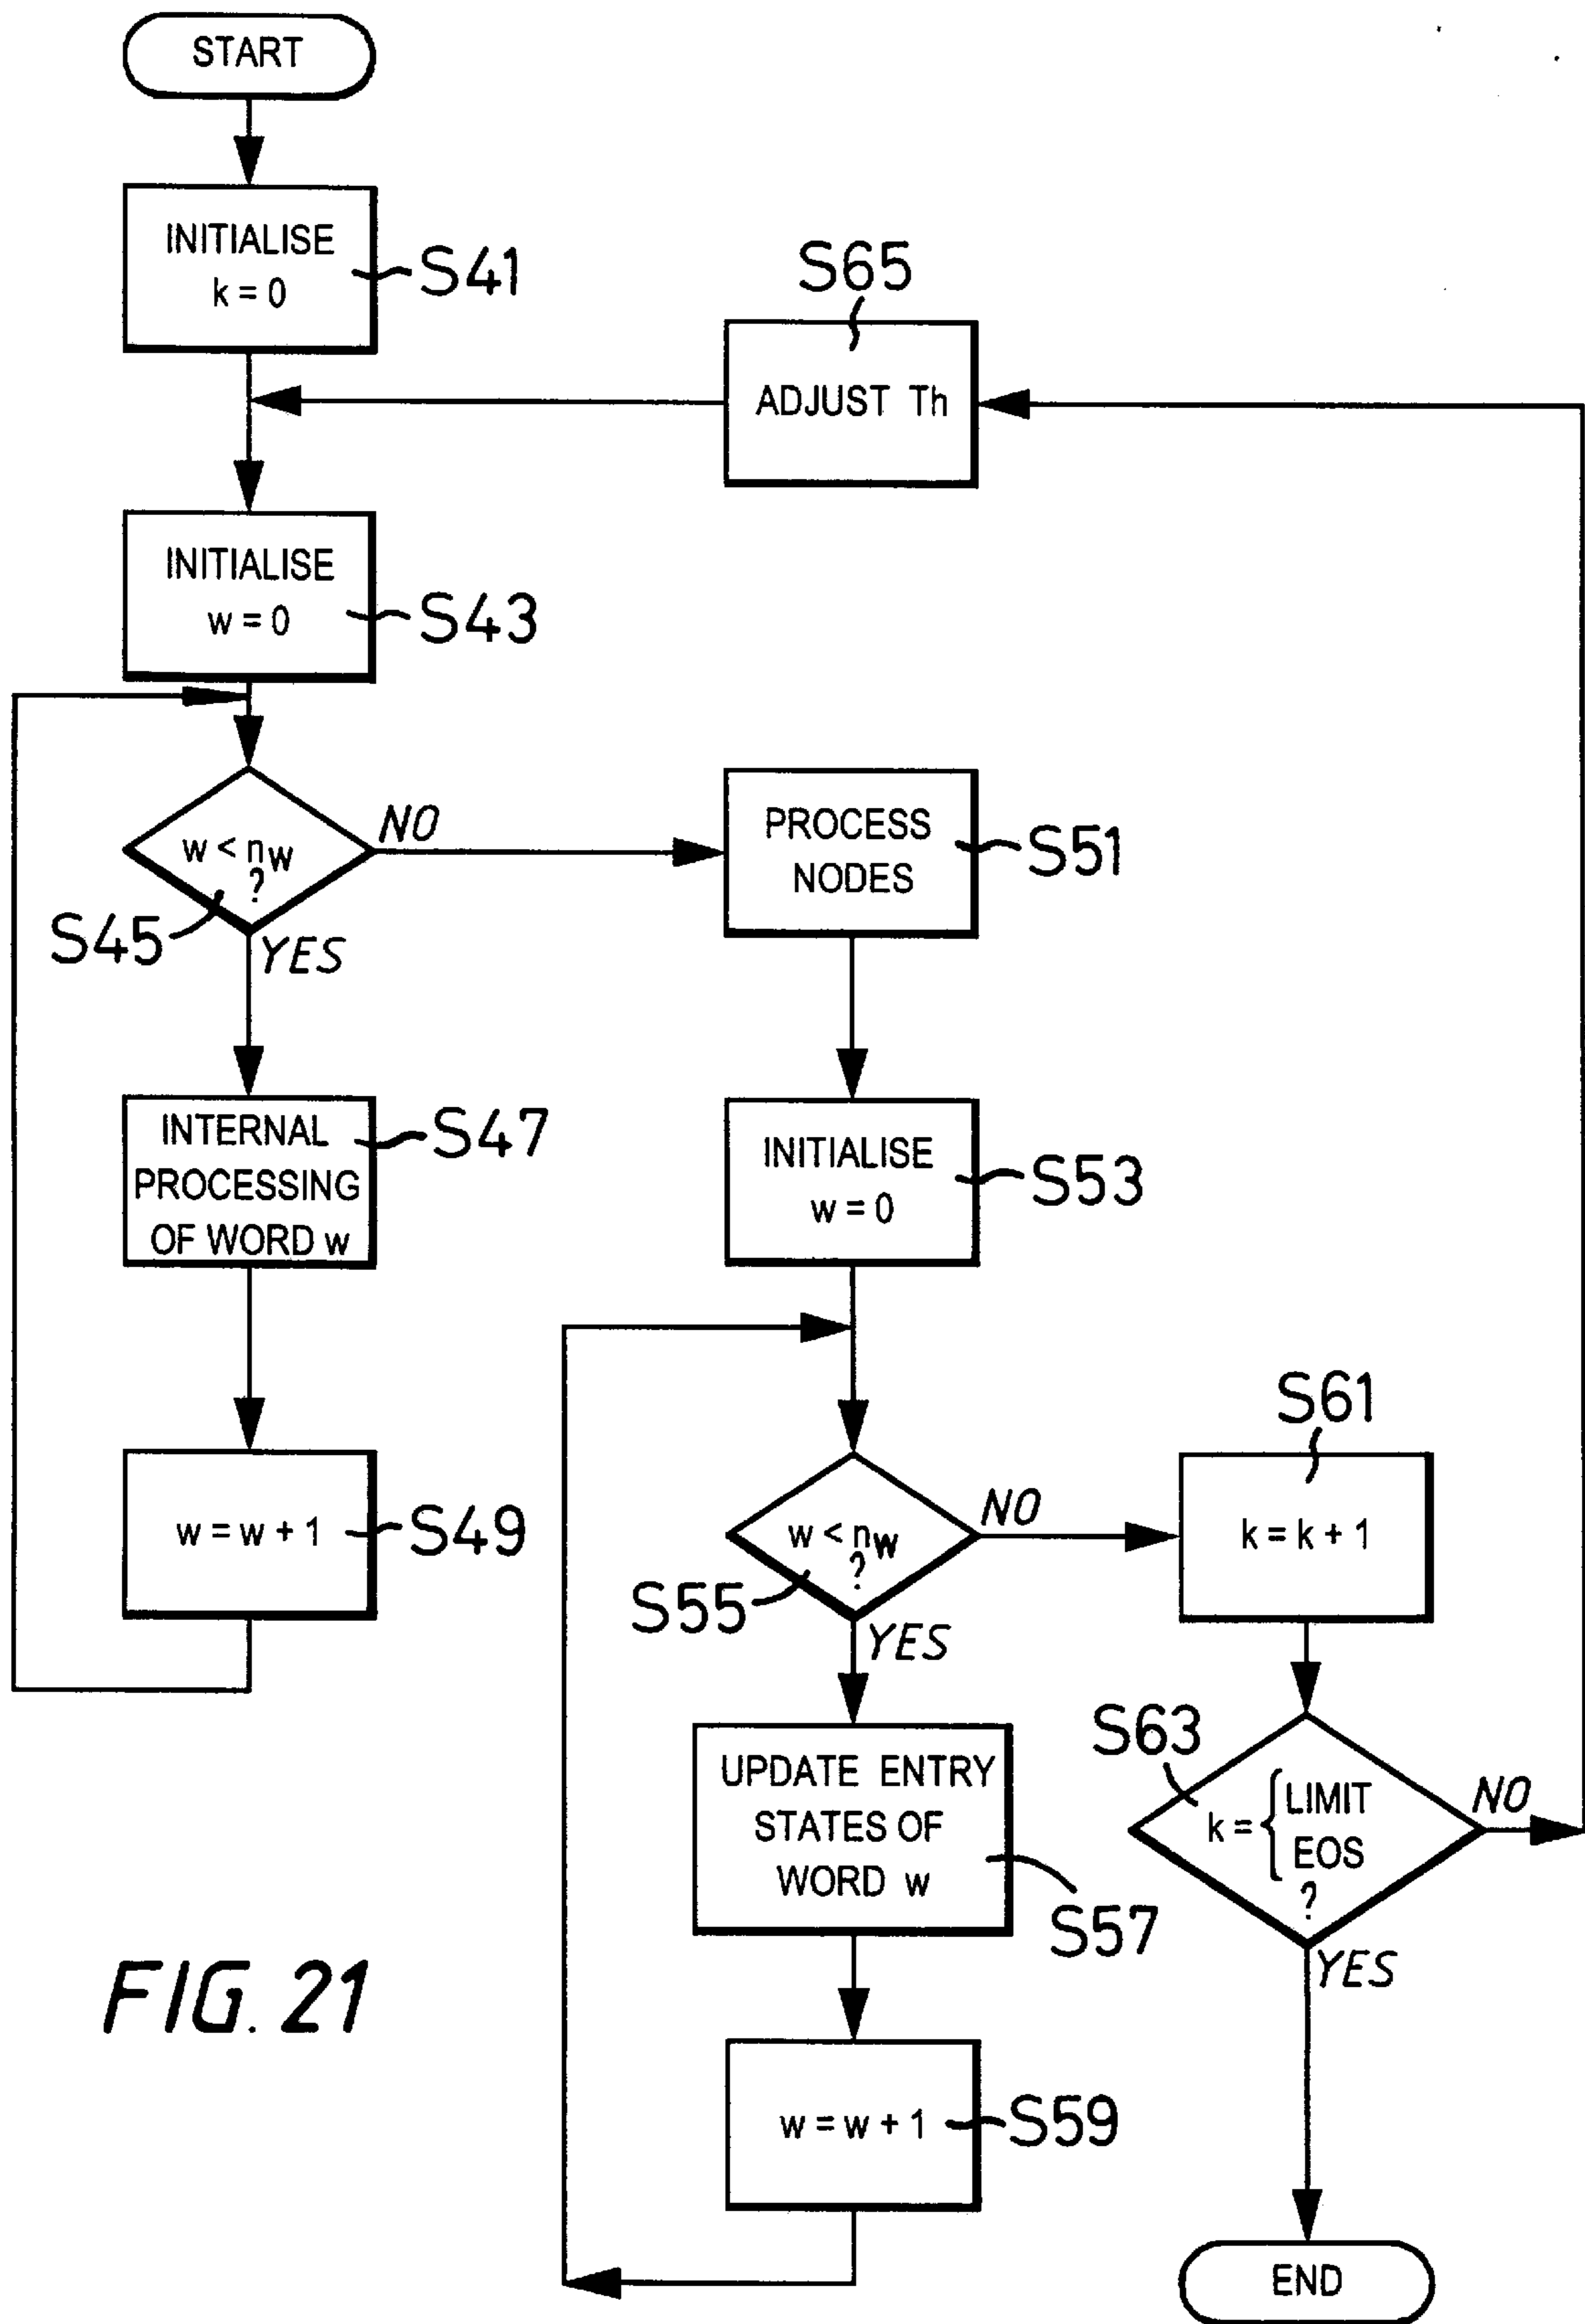 START
INITIALISE
k = 0
S41
S65
ADJUST Th
INITIALISE
w = 0
S43
w < nw
?
NO
S45
YES
PROCESS
NODES
S51
INTERNAL
PROCESSING
OF WORD w
S47
INITIALISE
w = 0
S53
w = w + 1
S49
w < nw
?
NO
S55
YES
S61
k = k + 1
UPDATE ENTRY
STATES OF
WORD w
S57
S63
k = { LIMIT
EOS
?
NO
YES
w = w + 1
S59
END
FIG. 21